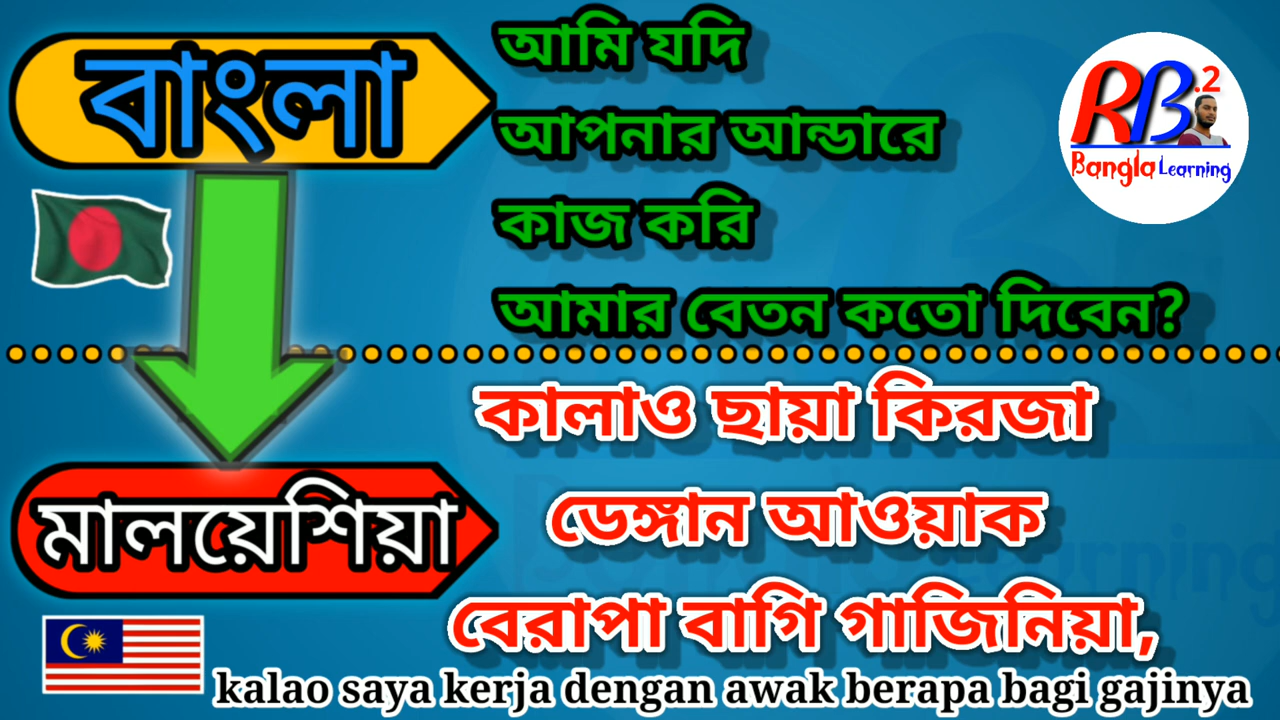 বাংলা
আমি যদি
আপনার আন্ডারে
কাজ করি
আমার বেতন কতো দিবেন?
RB.2
Bangla Learning
মালয়েশিয়া
কালাও ছায়া কিরজা
ডেঙ্গান আওয়াক
বেরাপা বাগি গাজিনিয়া,
kalao saya kerja dengan awak berapa bagi gajinya